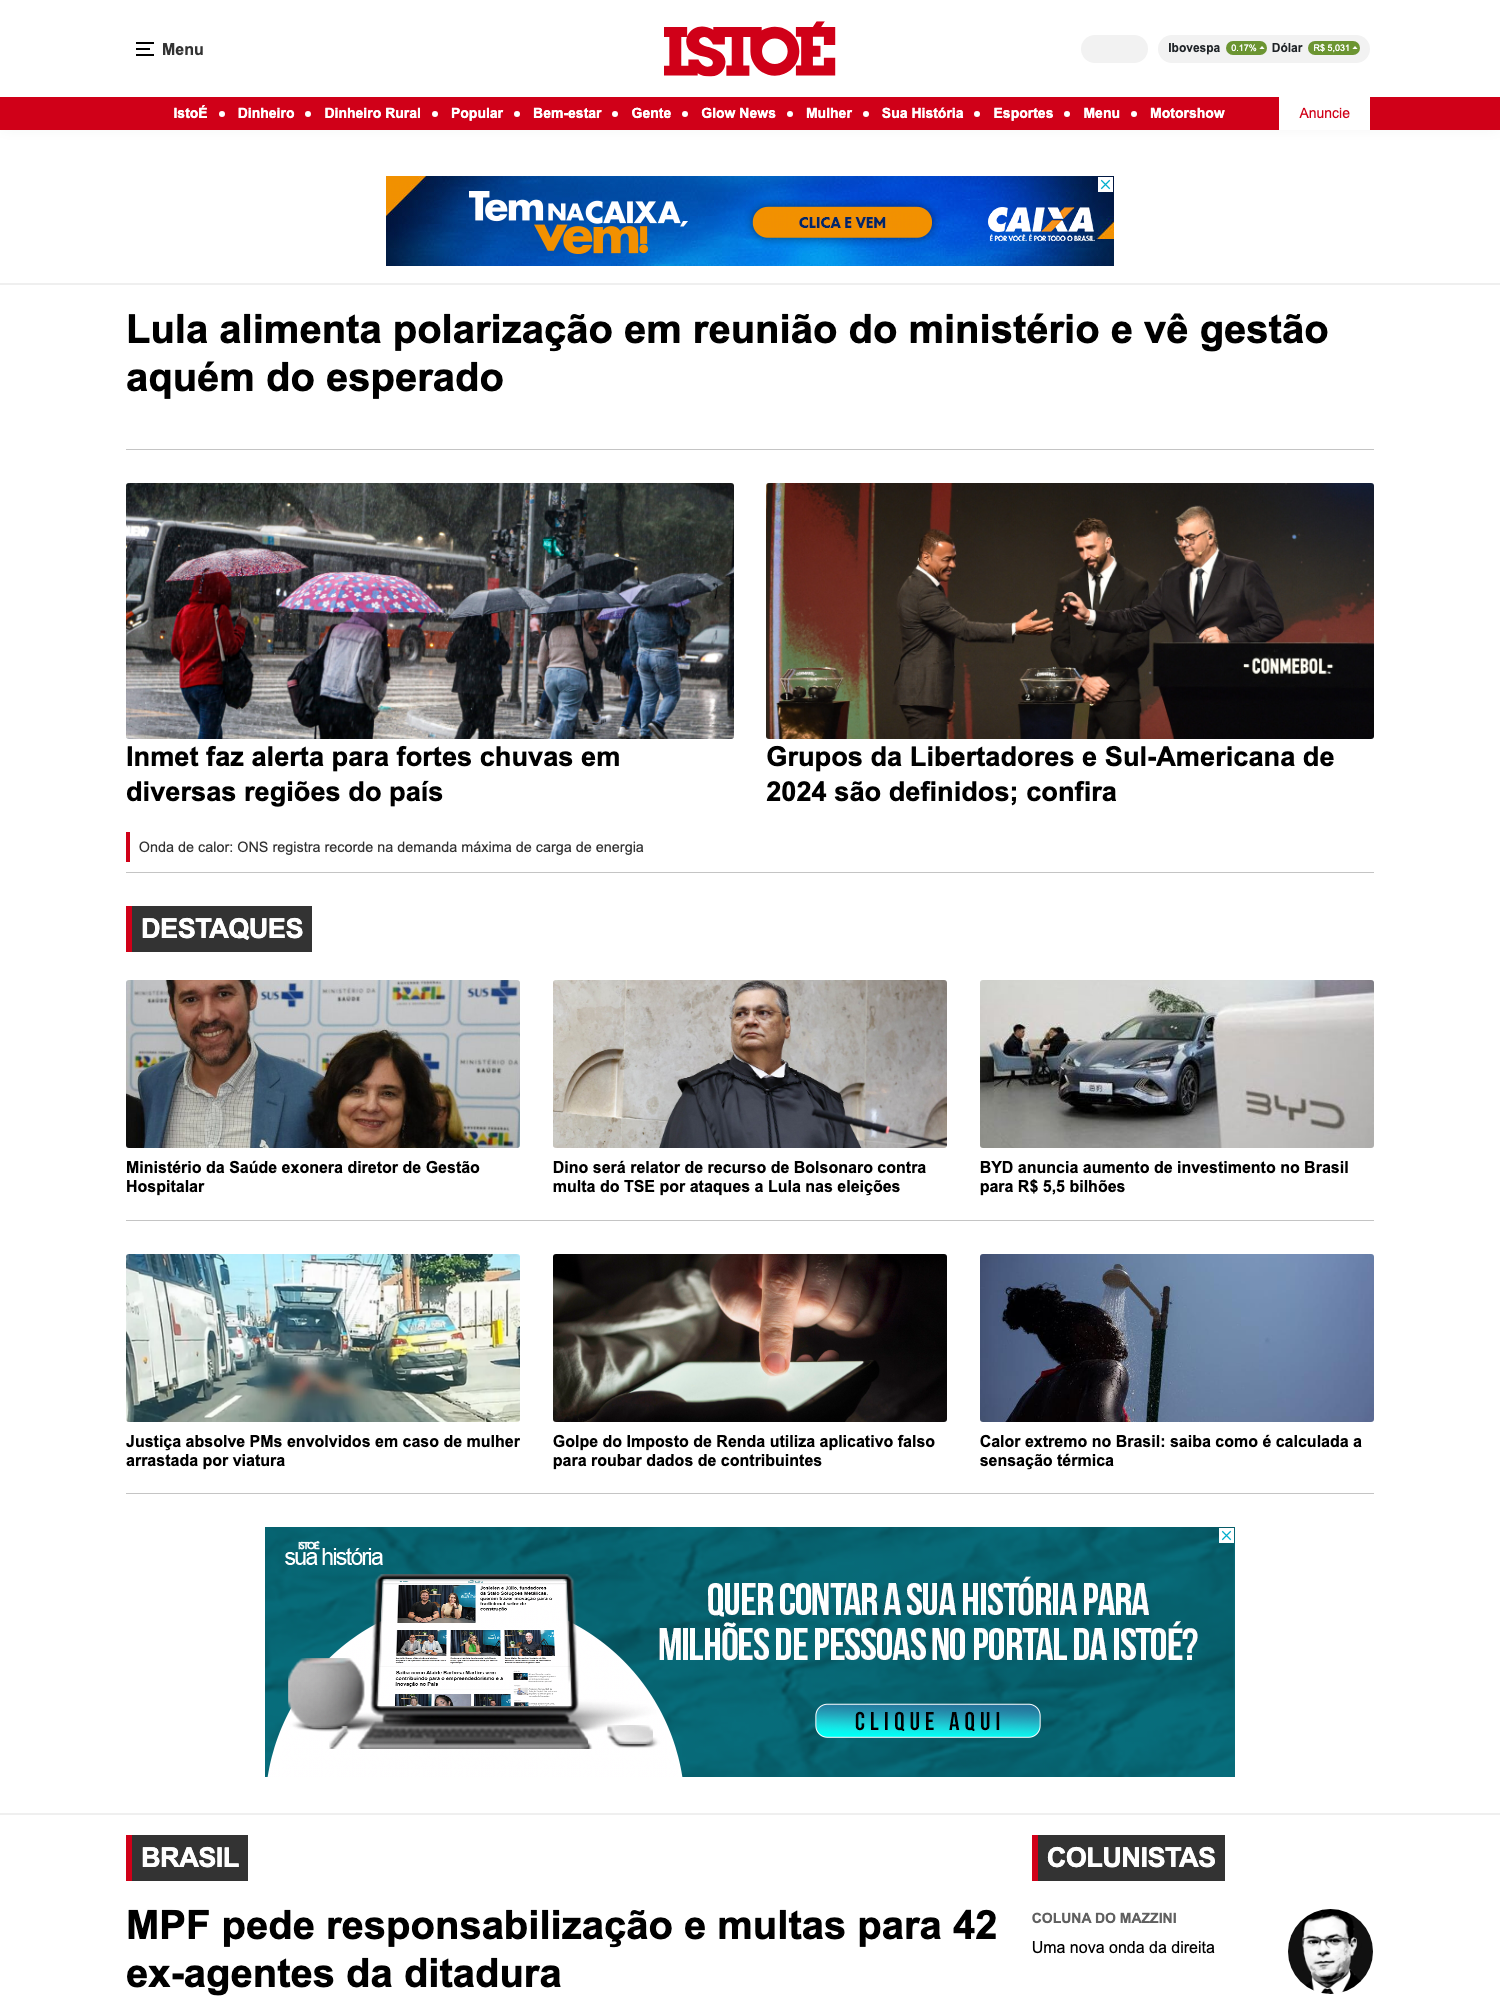 Menu
ISTOÉ
Ibovespa 0.17% Dólar R$ 5,031
IstoÉ • Dinheiro • Dinheiro Rural • Popular • Bem-estar • Gente • Glow News • Mulher • Sua História • Esportes • Menu • Motorshow
Anuncie
Tem NA CAIXA,
vem!
CLICA E VEM
CAIXA
É POR VOCÊ. É POR TODO O BRASIL.
Lula alimenta polarização em reunião do ministério e vê gestão
aquém do esperado
-CONMEBOL-
Inmet faz alerta para fortes chuvas em
diversas regiões do país
Grupos da Libertadores e Sul-Americana de
2024 são definidos; confira
Onda de calor: ONS registra recorde na demanda máxima de carga de energia
DESTAQUES
SUS
MINISTÉRIO DA
SAÚDE
BRASIL
SUS
MINISTÉRIO DA
SAÚDE
BYD
Ministério da Saúde exonera diretor de Gestão
Hospitalar
Dino será relator de recurso de Bolsonaro contra
multa do TSE por ataques a Lula nas eleições
BYD anuncia aumento de investimento no Brasil
para R$ 5,5 bilhões
Justiça absolve PMs envolvidos em caso de mulher
arrastada por viatura
Golpe do Imposto de Renda utiliza aplicativo falso
para roubar dados de contribuintes
Calor extremo no Brasil: saiba como é calculada a
sensação térmica
ISTOÉ
sua história
QUER CONTAR A SUA HISTÓRIA PARA
MILHÕES DE PESSOAS NO PORTAL DA ISTOÉ?
CLIQUE AQUI
BRASIL
MPF pede responsabilização e multas para 42
ex-agentes da ditadura
COLUNISTAS
COLUNA DO MAZZINI
Uma nova onda da direita